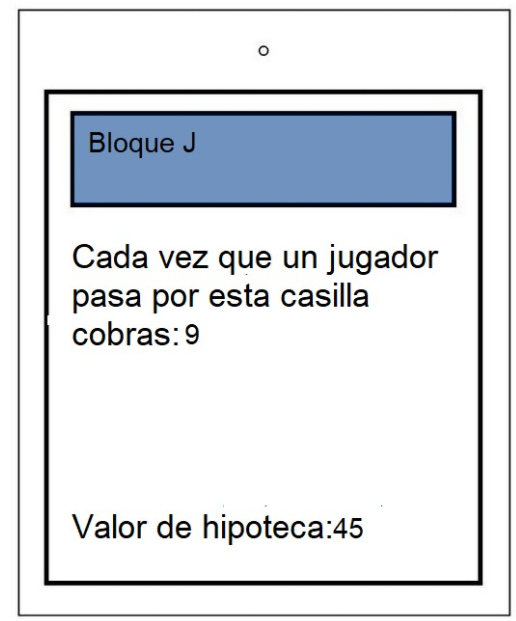 Bloque J
Cada vez que un jugador
pasa por esta casilla
cobras: 9
Valor de hipoteca:45